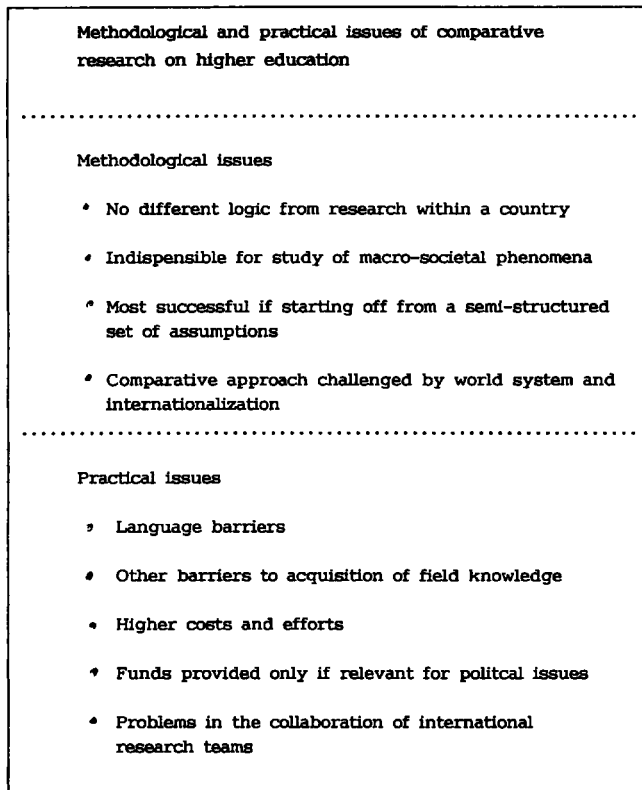 Methodological and practical issues of comparative
research on higher education
Methodological issues
• No different logic from research within a country
• Indispensible for study of macro-societal phenomena
• Most successful if starting off from a semi-structured
set of assumptions
• Comparative approach challenged by world system and
internationalization
Practical issues
• Language barriers
• Other barriers to acquisition of field knowledge
• Higher costs and efforts
• Funds provided only if relevant for politcal issues
• Problems in the collaboration of international
research teams